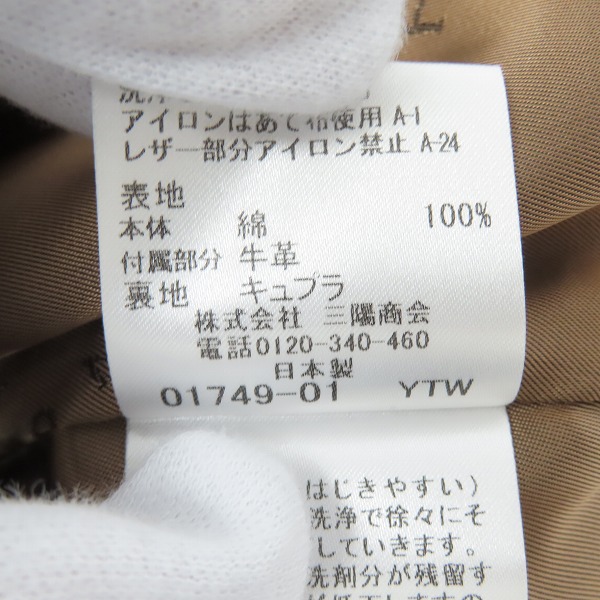 アイロンはあて布使用 A-1
レザー部分アイロン禁止 A-24
表地
本体 綿 100%
付属部分 牛革
裏地 キュプラ
株式会社 三陽商会
電話0120-340-460
日本製
01749-01 YTW
はじきやすい）
洗浄で徐々にそ
していきます。
洗剤分が残留す